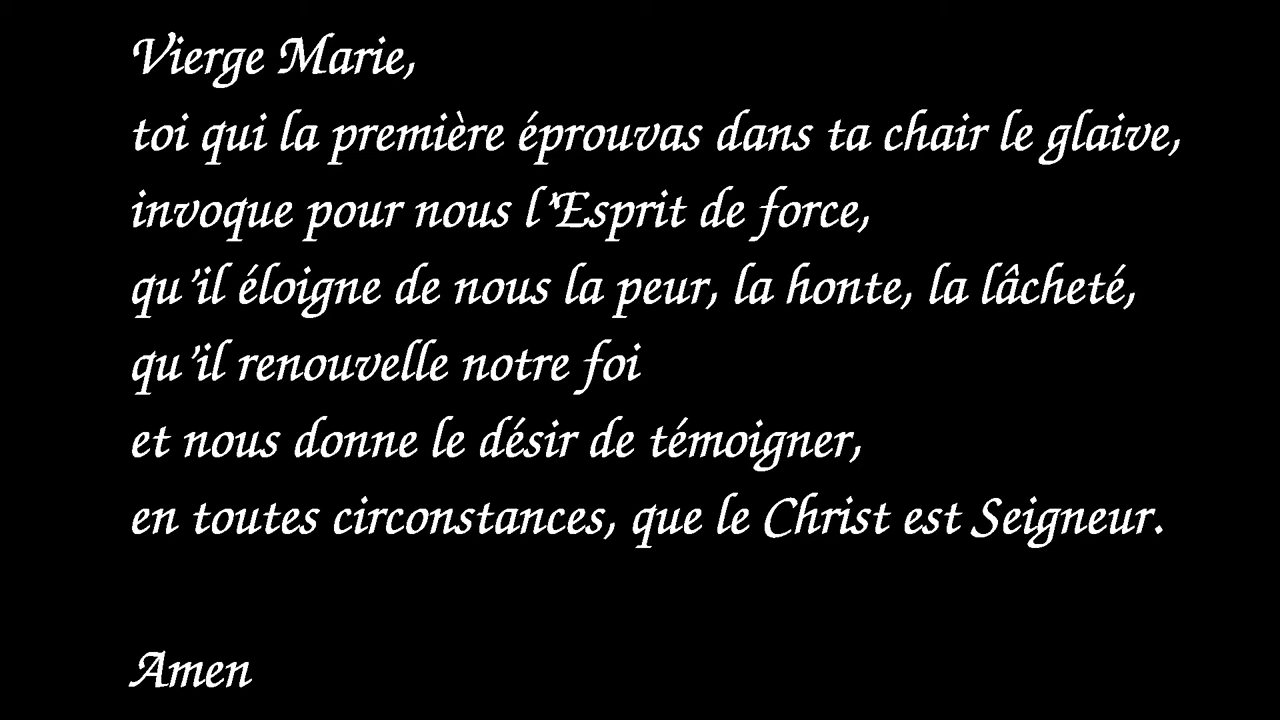 Vierge Marie,
toi qui la première éprouvas dans ta chair le glaive,
invoque pour nous l'Esprit de force,
qu'il éloigne de nous la peur, la honte, la lâcheté,
qu'il renouvelle notre foi
et nous donne le désir de témoigner,
en toutes circonstances, que le Christ est Seigneur.
Amen